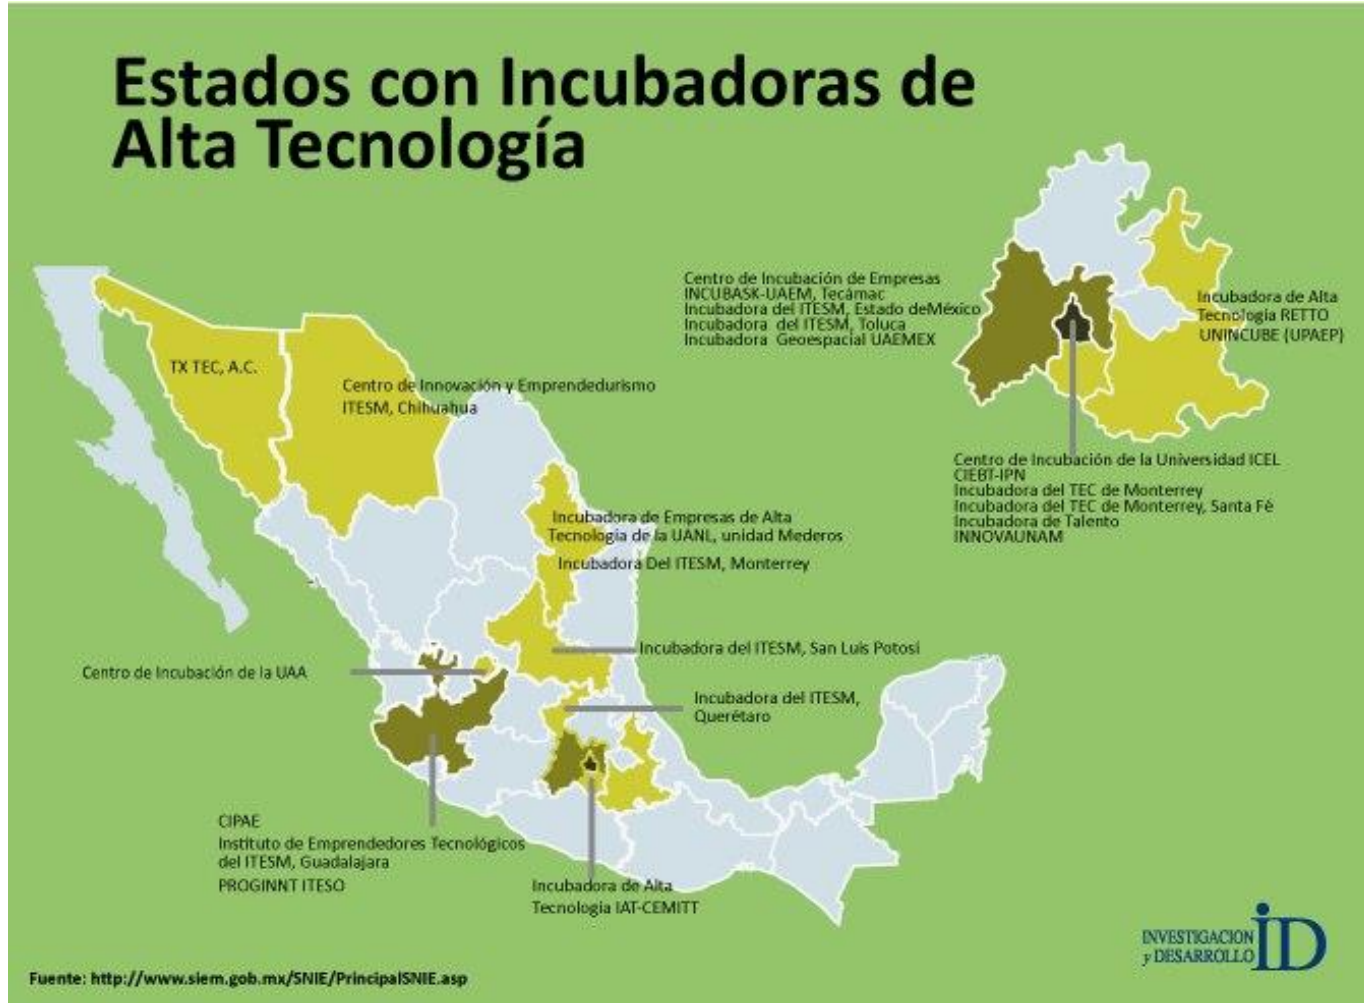 Estados con Incubadoras de
Alta Tecnología
Centro de Incubación de Empresas
INCUBASK-UAEM, Tecámac
Incubadora del ITESM, Estado deMéxico
Incubadora del ITESM, Toluca
Incubadora Geoespacial UAEMEX
Incubadora de Alta
Tecnología RETTO
UNINCUBE (UPAEP)
TX TEC, A.C.
Centro de Innovación y Emprendedurismo
ITESM, Chihuahua
Centro de Incubación de la Universidad ICEL
CIEBT-IPN
Incubadora del TEC de Monterrey
Incubadora del TEC de Monterrey, Santa Fé
Incubadora de Talento
INNOVAUNAM
Incubadora de Empresas de Alta
Tecnología de la UANL, unidad Mederos
Incubadora Del ITESM, Monterrey
Incubadora del ITESM, San Luis Potosí
Centro de Incubación de la UAA
Incubadora del ITESM,
Querétaro
CIPAE
Instituto de Emprendedores Tecnológicos
del ITESM, Guadalajara
PROGINNT ITESO
Incubadora de Alta
Tecnología IAT-CEMITT
INVESTIGACION
y DESARROLLO
iD
Fuente: http://www.siem.gob.mx/SNIE/PrincipalSNIE.asp